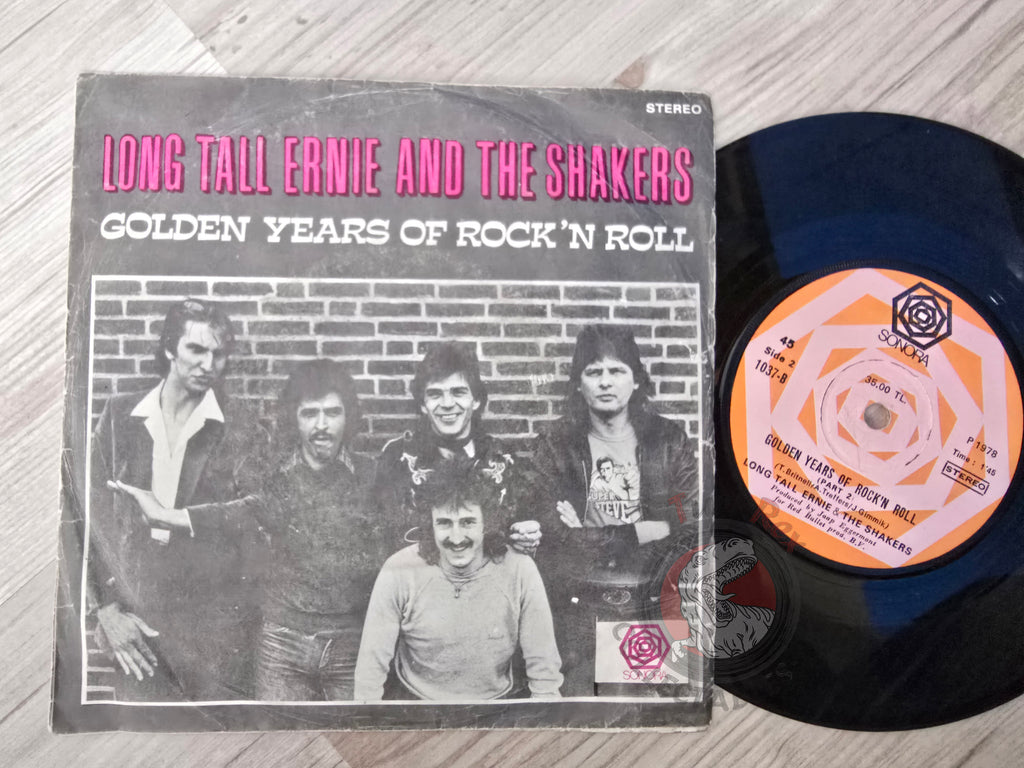 STEREO
LONG TALL ERNIE AND THE SHAKERS
GOLDEN YEARS OF ROCK 'N ROLL
SUPER
STEVE
SONORA
SONORA
45
Side 2
1037-B
35.00 TL.
P 1978
Time : 1'45
STEREO
GOLDEN YEARS OF ROCK'N ROLL
(PART 2
LONG TALL ERNIE & THE SHAKERS
Produced by Jaap Eggermont
for Red Bullet prod. B.V.